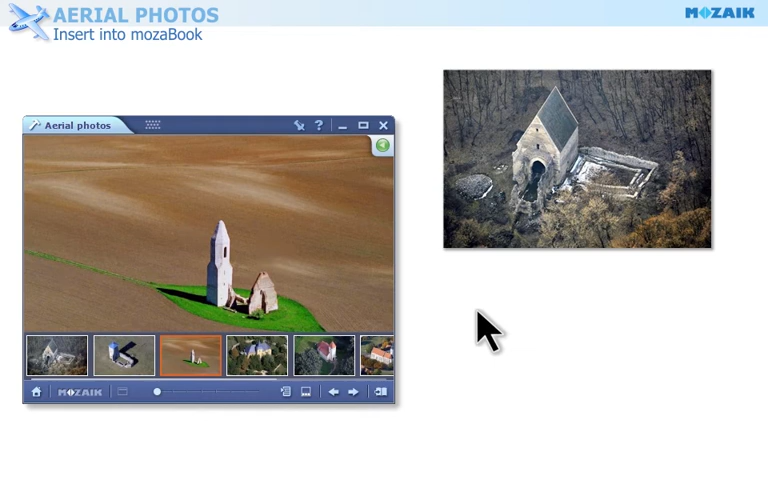 AERIAL PHOTOS
Insert into mozaBook
MOZAIK
Aerial photos
MOZAIK